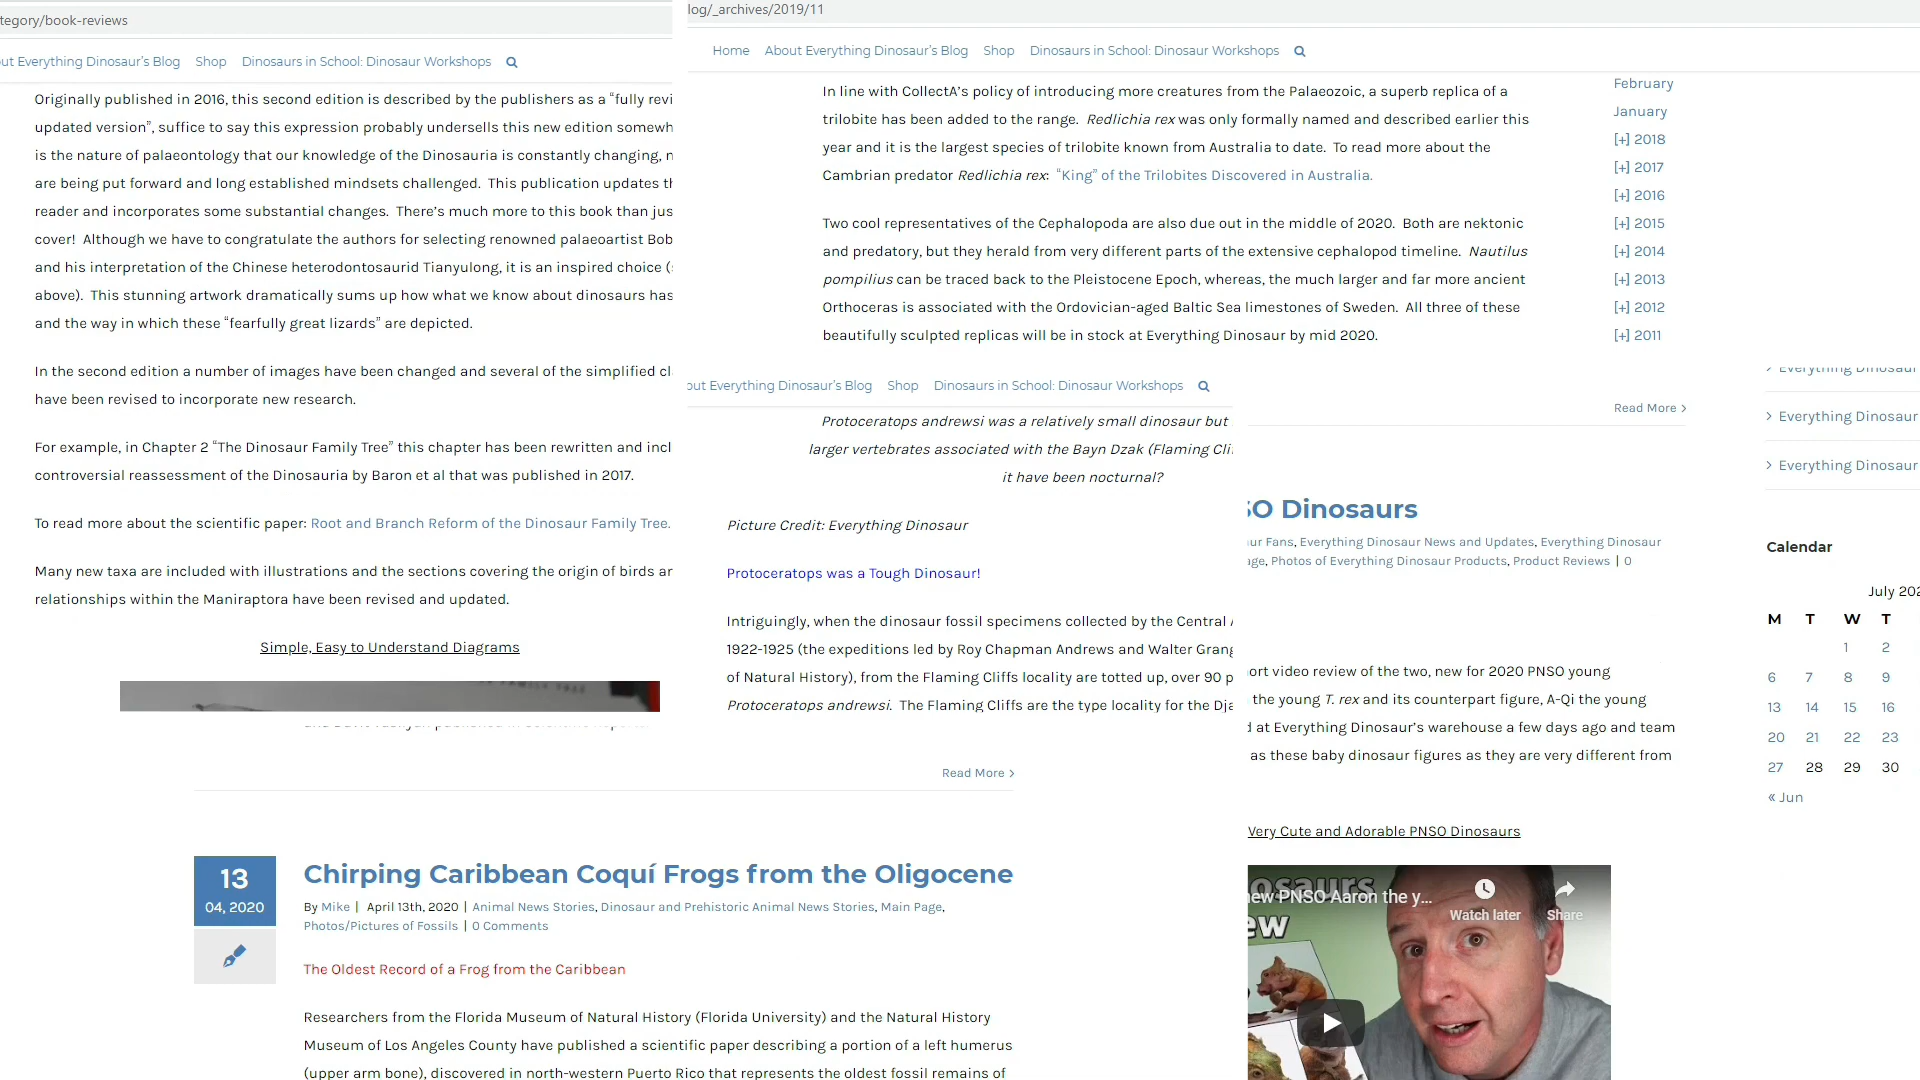 tegory/book-reviews
out Everything Dinosaur's Blog Shop Dinosaurs in School: Dinosaur Workshops
Originally published in 2016, this second edition is described by the publishers as a “fully
updated version”, suffice to say this expression probably undersells this new edition
is the nature of palaeontology that our knowledge of the Dinosauria is constantly changing,
are being put forward and long established mindsets challenged. This publication updates
reader and incorporates some substantial changes. There’s much more to this book than
cover! Although we have to congratulate the authors for selecting renowned palaeoartist Bob
and his interpretation of the Chinese heterodontosaurid Tianyulong, it is an inspired choice
above). This stunning artwork dramatically sums up how what we know about dinosaurs has
and the way in which these “fearfully great lizards” are depicted.
In the second edition a number of images have been changed and several of the simplified
have been revised to incorporate new research.
For example, in Chapter 2 “The Dinosaur Family Tree” this chapter has been rewritten and
controversial reassessment of the Dinosauria by Baron et al that was published in 2017.
To read more about the scientific paper: Root and Branch Reform of the Dinosaur Family Tree.
Many new taxa are included with illustrations and the sections covering the origin of birds
relationships within the Maniraptora have been revised and updated.
Simple, Easy to Understand Diagrams
log/_archives/2019/11
Home About Everything Dinosaur's Blog Shop Dinosaurs in School: Dinosaur Workshops
In line with CollectA’s policy of introducing more creatures from the Palaeozoic, a superb replica of a
trilobite has been added to the range. Redlichia rex was only formally named and described earlier this
year and it is the largest species of trilobite known from Australia to date. To read more about the
Cambrian predator Redlichia rex: “King” of the Trilobites Discovered in Australia.
Two cool representatives of the Cephalopoda are also due out in the middle of 2020. Both are nektonic
and predatory, but they herald from very different parts of the extensive cephalopod timeline. Nautilus
pompilius can be traced back to the Pleistocene Epoch, whereas, the much larger and far more ancient
Orthoceras is associated with the Ordovician-aged Baltic Sea limestones of Sweden. All three of these
beautifully sculpted replicas will be in stock at Everything Dinosaur by mid 2020.
Read More
February
January
[+] 2018
[+] 2017
[+] 2016
[+] 2015
[+] 2014
[+] 2013
[+] 2012
[+] 2011
out Everything Dinosaur's Blog Shop Dinosaurs in School: Dinosaur Workshops
Protoceratops andrewsi was a relatively small dinosaur but
larger vertebrates associated with the Bayn Dzak (Flaming
it have been nocturnal?
Picture Credit: Everything Dinosaur
Protoceratops was a Tough Dinosaur!
Intriguingly, when the dinosaur fossil specimens collected by the Central
1922-1925 (the expeditions led by Roy Chapman Andrews and Walter
of Natural History), from the Flaming Cliffs locality are totted up, over 90
Protoceratops andrewsi. The Flaming Cliffs are the type locality for the
Read More
13
04, 2020
Chirping Caribbean Coquí Frogs from the Oligocene
By Mike | April 13th, 2020 | Animal News Stories, Dinosaur and Prehistoric Animal News Stories, Main Page,
Photos/Pictures of Fossils | 0 Comments
The Oldest Record of a Frog from the Caribbean
Researchers from the Florida Museum of Natural History (Florida University) and the Natural History
Museum of Los Angeles County have published a scientific paper describing a portion of a left humerus
(upper arm bone), discovered in north-western Puerto Rico that represents the oldest fossil remains of
SO Dinosaurs
ur Fans, Everything Dinosaur News and Updates, Everything Dinosaur
age, Photos of Everything Dinosaur Products, Product Reviews | 0
ort video review of the two, new for 2020 PNSO young
the young T. rex and its counterpart figure, A-Qi the young
d at Everything Dinosaur’s warehouse a few days ago and team
as these baby dinosaur figures as they are very different from
Very Cute and Adorable PNSO Dinosaurs
new PNSO Aaron the y...
Watch later
Share
Everything Dinosaur
Everything Dinosaur
Everything Dinosaur
Calendar
July
M T W T
1 2
6 7 8 9
13 14 15 16
20 21 22 23
27 28 29 30
« Jun